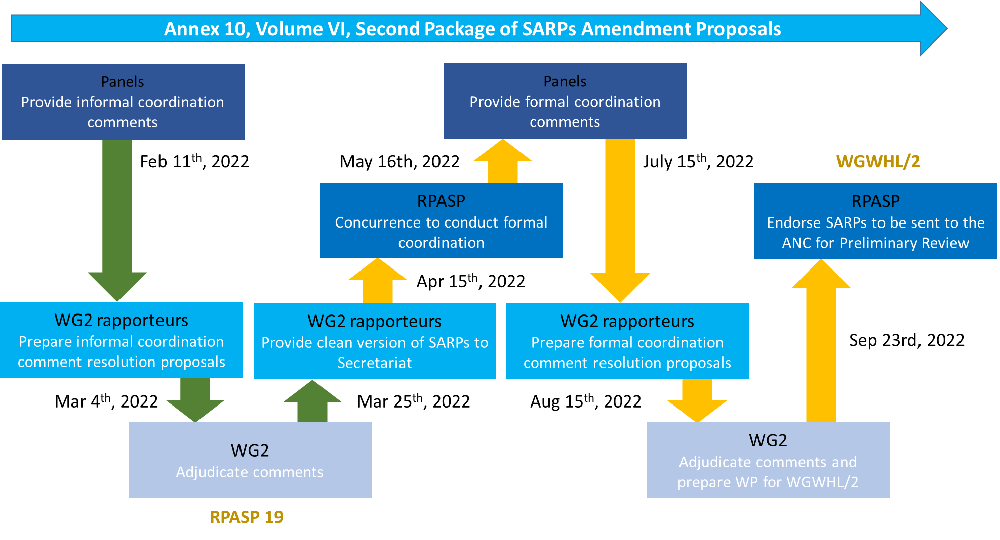 Annex 10, Volume VI, Second Package of SARPs Amendment Proposals
Panels
Provide informal coordination
comments
Feb 11th, 2022
WG2 rapporteurs
Prepare informal coordination
comment resolution proposals
Mar 4th, 2022
WG2
Adjudicate comments
RPASP 19
Mar 25th, 2022
WG2 rapporteurs
Provide clean version of SARPs to
Secretariat
Apr 15th, 2022
RPASP
Concurrence to conduct formal
coordination
May 16th, 2022
Panels
Provide formal coordination
comments
July 15th, 2022
WG2 rapporteurs
Prepare formal coordination
comment resolution proposals
Aug 15th, 2022
WG2
Adjudicate comments and
prepare WP for WGWHL/2
Sep 23rd, 2022
WGWHL/2
RPASP
Endorse SARPs to be sent to the
ANC for Preliminary Review